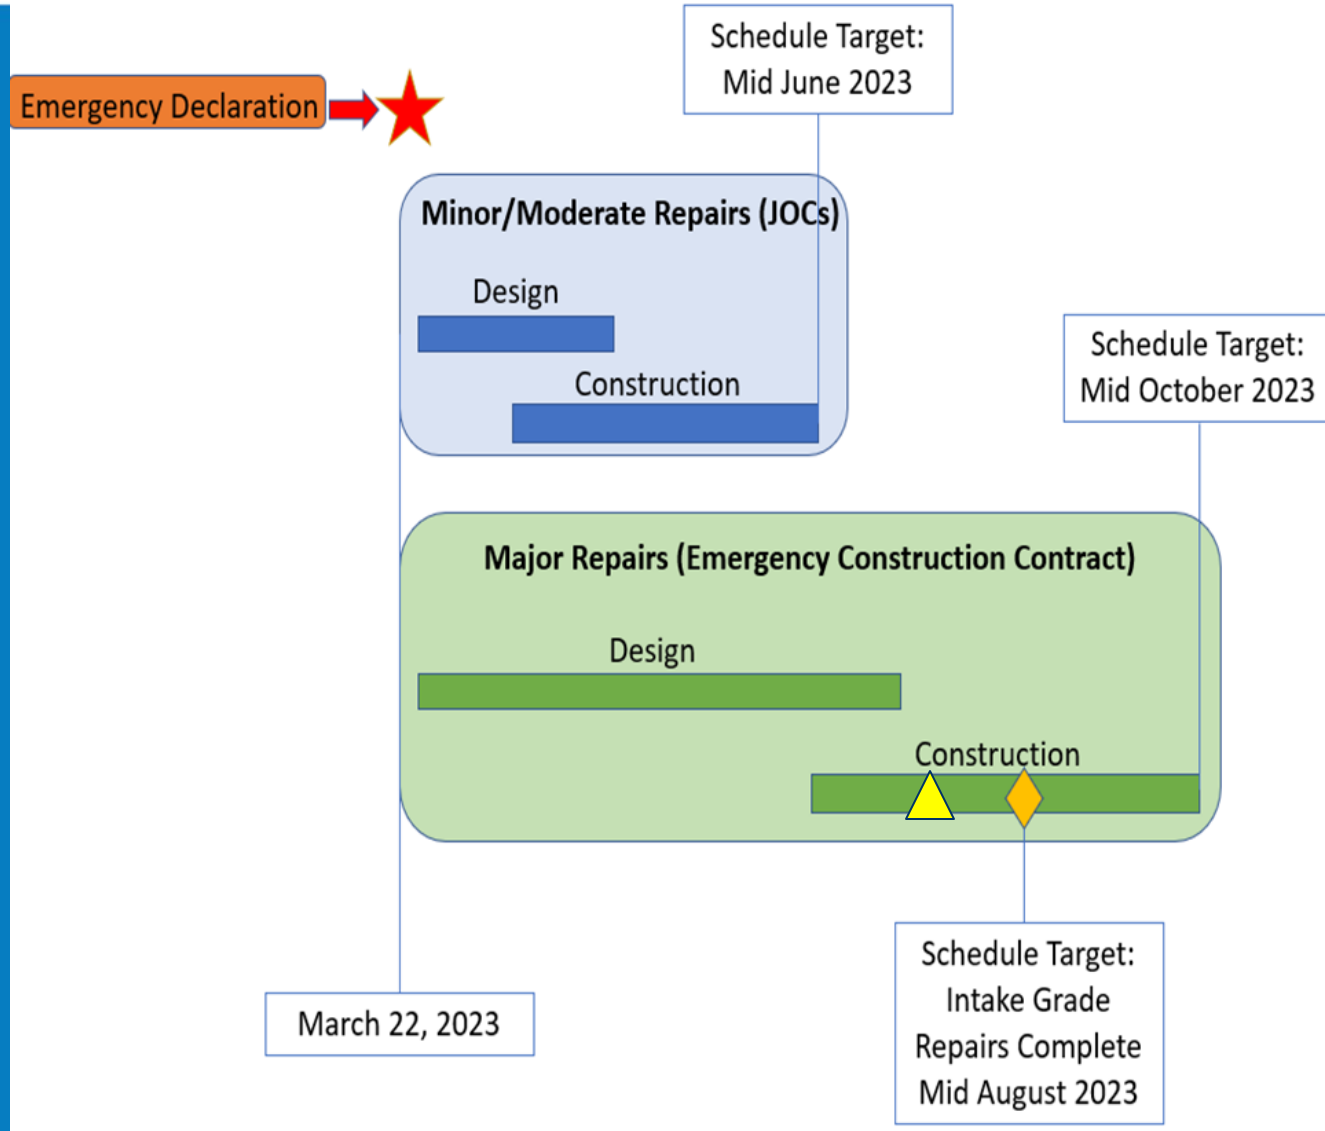 Schedule Target:
Mid June 2023
Emergency Declaration
Minor/Moderate Repairs (JOCs)
Design
Construction
Schedule Target:
Mid October 2023
Major Repairs (Emergency Construction Contract)
Design
Construction
March 22, 2023
Schedule Target:
Intake Grade
Repairs Complete
Mid August 2023